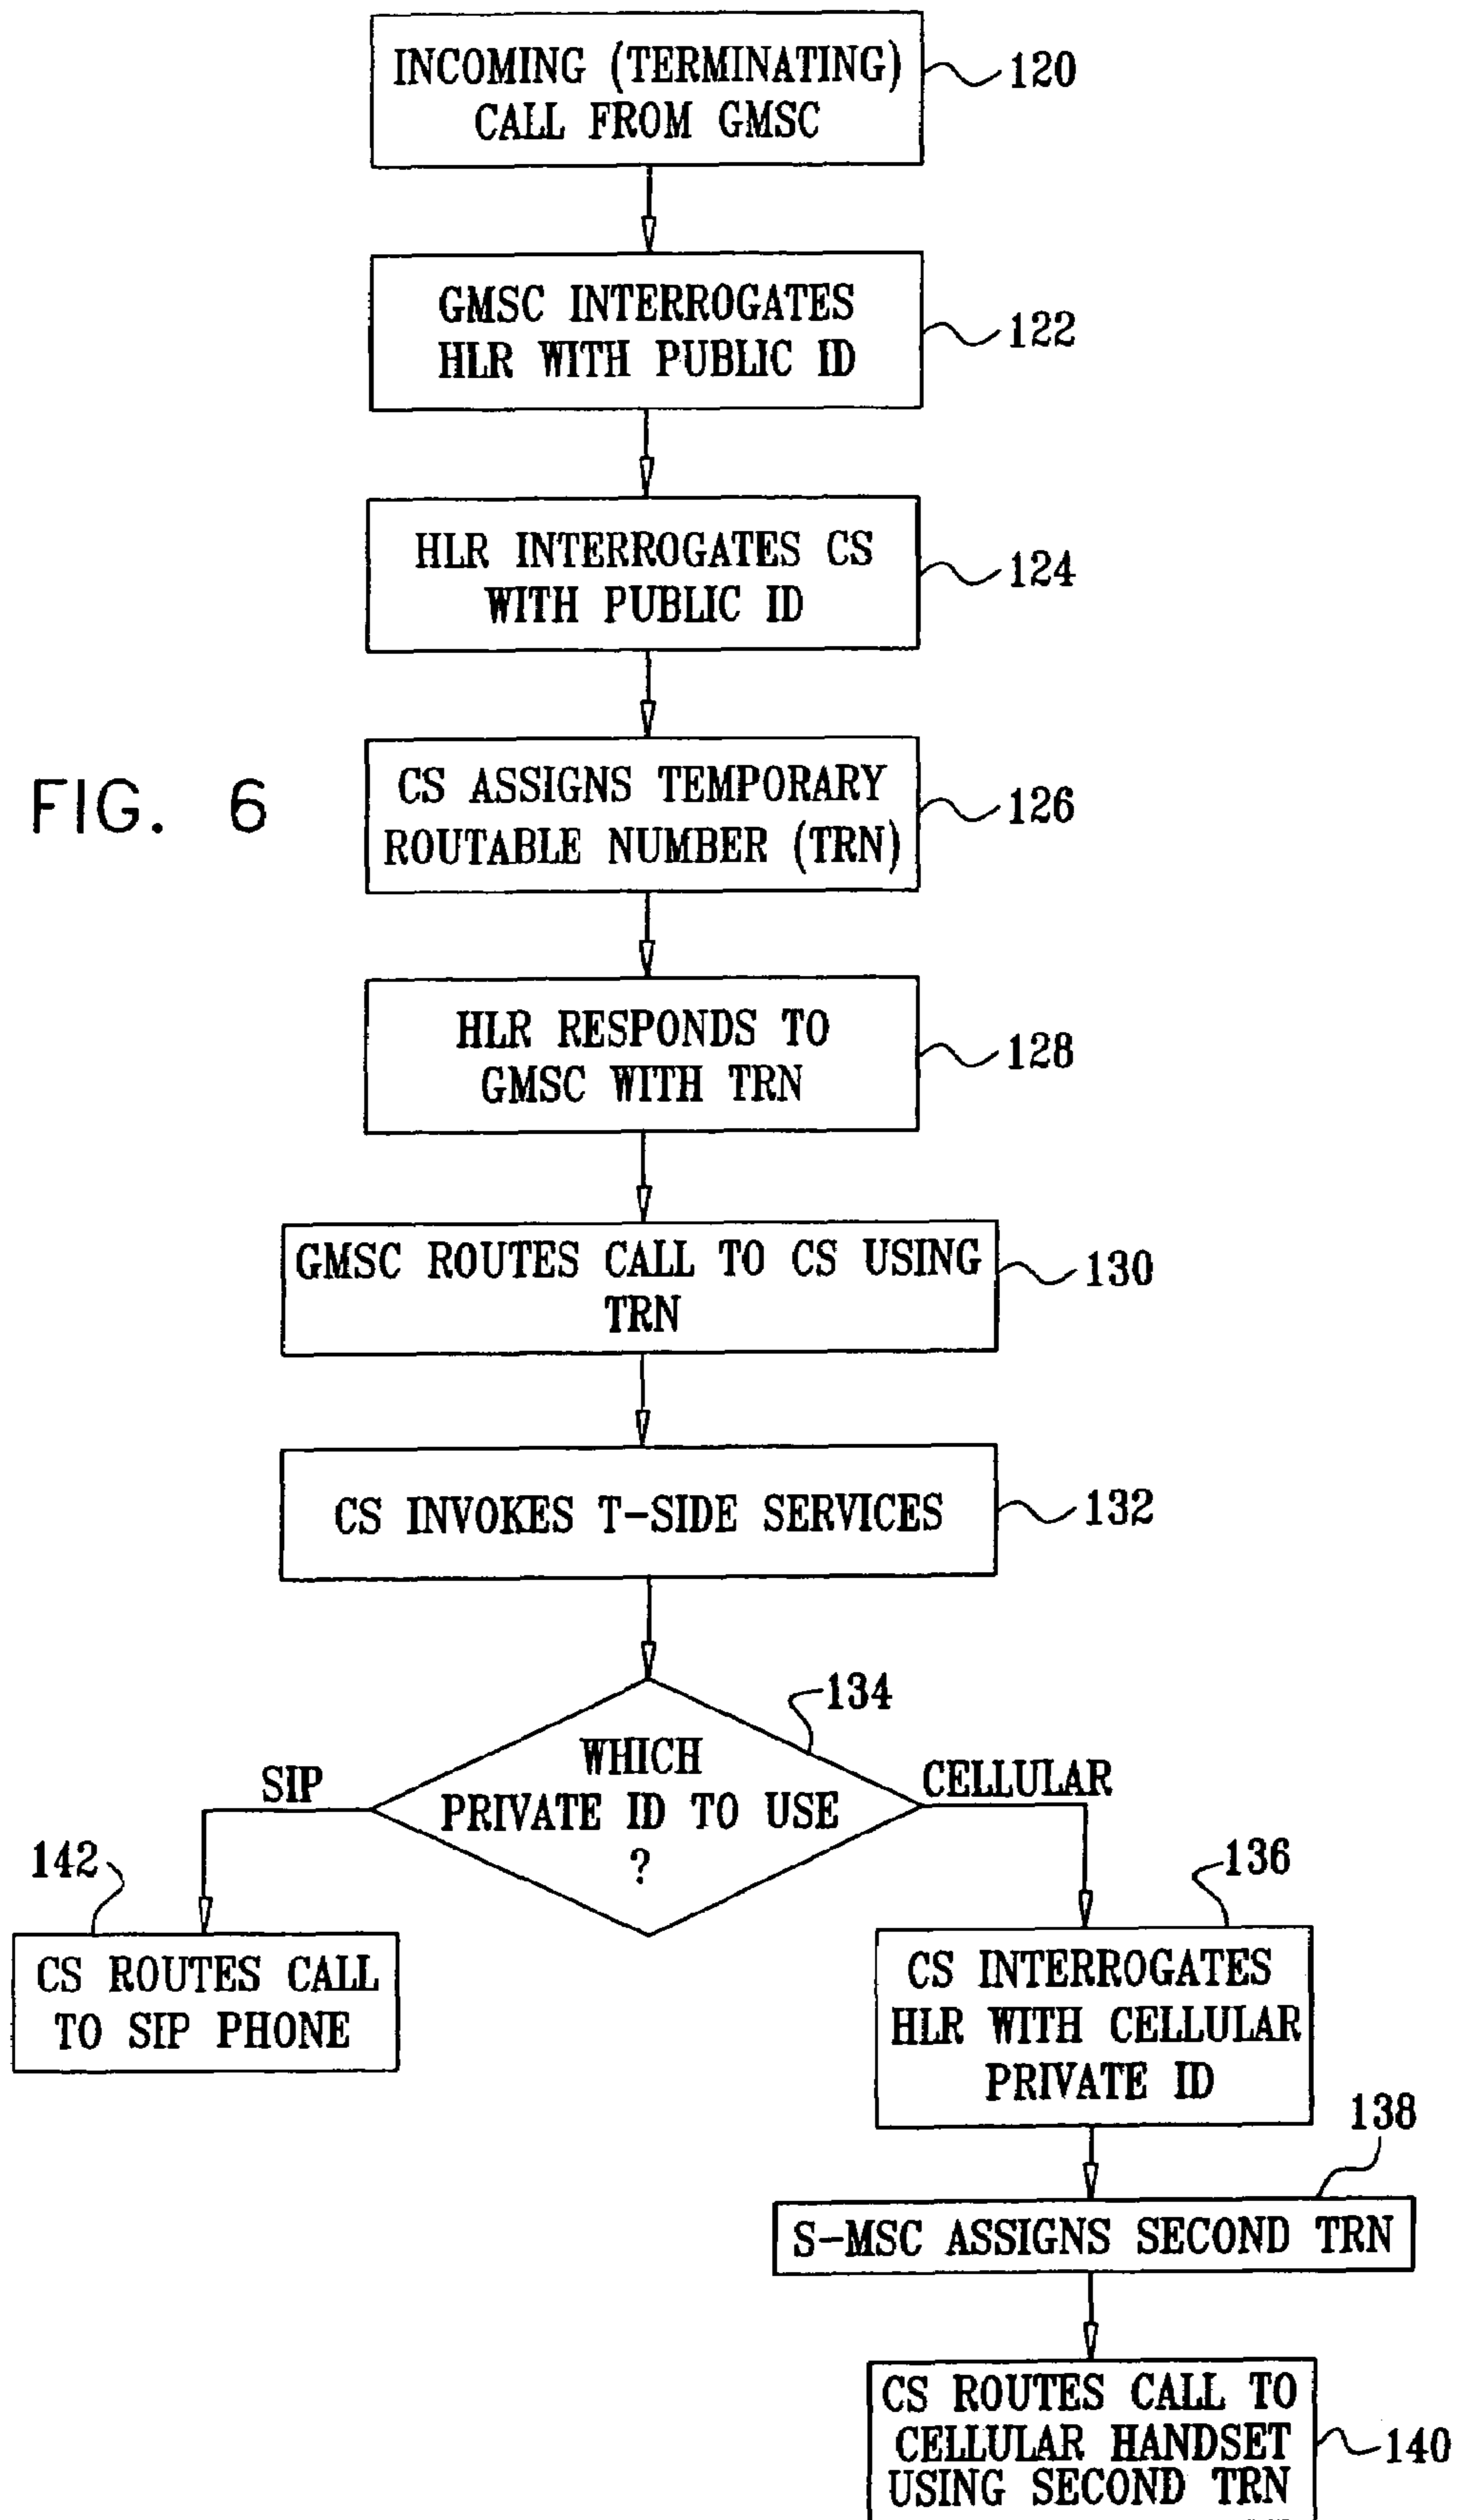 INCOMING (TERMINATING)
CALL FROM GMSC
120
GMSC INTERROGATES
HLR WITH PUBLIC ID
122
HLR INTERROGATES CS
WITH PUBLIC ID
124
FIG. 6
CS ASSIGNS TEMPORARY
ROUTABLE NUMBER (TRN)
126
HLR RESPONDS TO
GMSC WITH TRN
128
GMSC ROUTES CALL TO CS USING
TRN
130
CS INVOKES T-SIDE SERVICES
132
134
WHICH
PRIVATE ID TO USE
?
SIP
CELLULAR
142
CS ROUTES CALL
TO SIP PHONE
136
CS INTERROGATES
HLR WITH CELLULAR
PRIVATE ID
138
S-MSC ASSIGNS SECOND TRN
CS ROUTES CALL TO
CELLULAR HANDSET
USING SECOND TRN
140